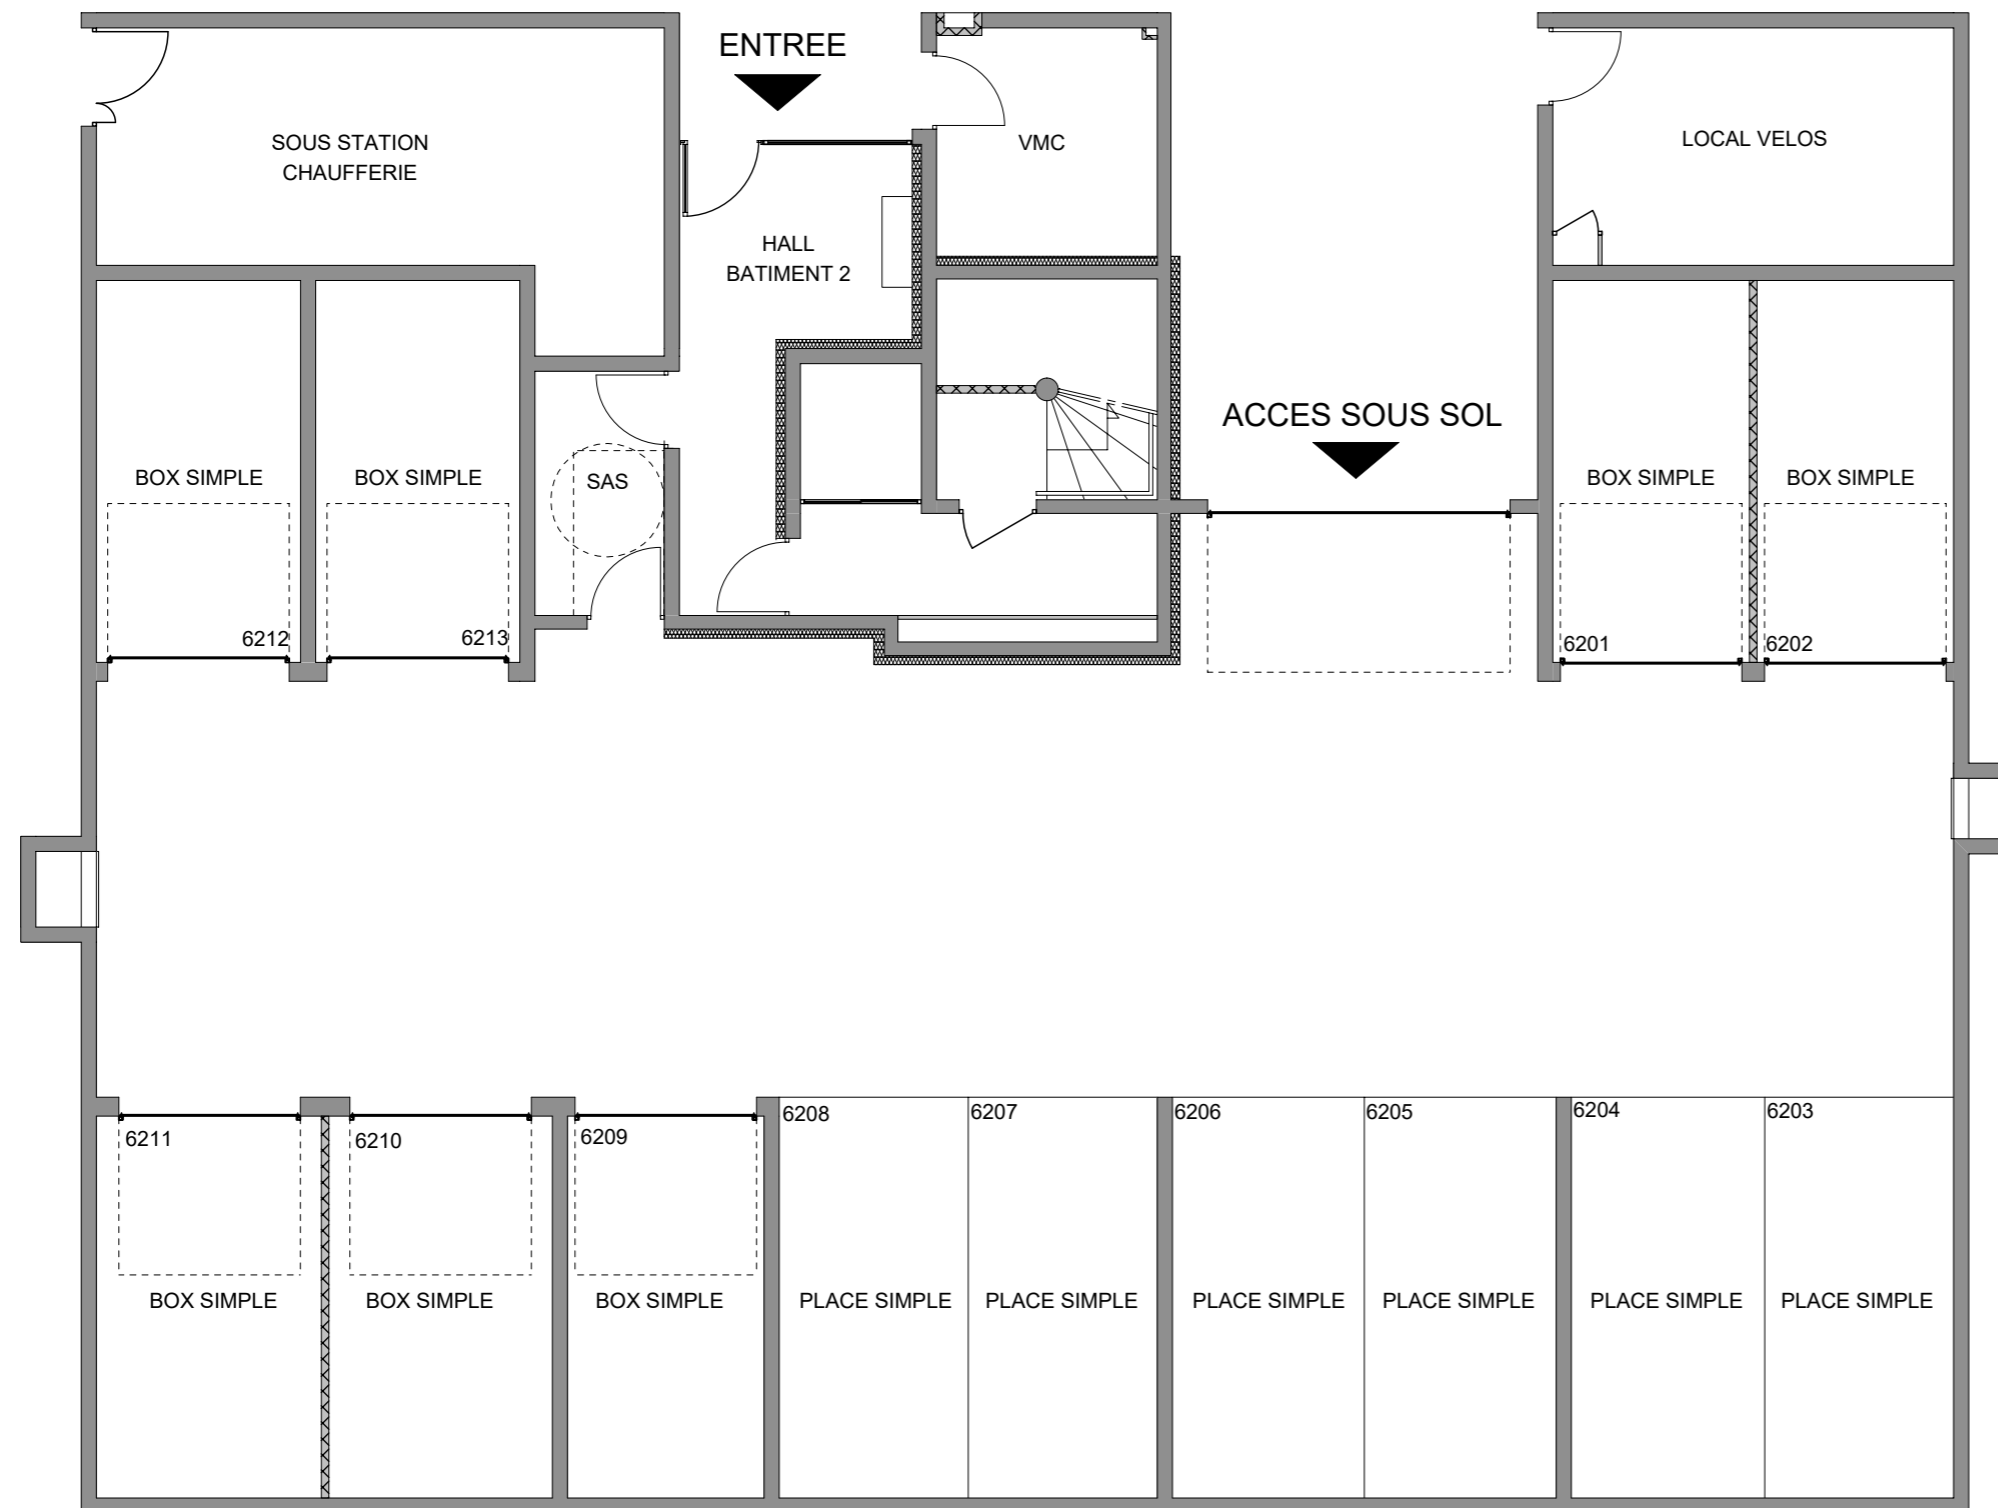 ENTREE
SOUS STATION
CHAUFFERIE
VMC
LOCAL VELOS
HALL
BATIMENT 2
ACCES SOUS SOL
BOX SIMPLE
BOX SIMPLE
SAS
BOX SIMPLE
BOX SIMPLE
6212
6213
6201
6202
6211
6210
6209
6208
6207
6206
6205
6204
6203
BOX SIMPLE
BOX SIMPLE
BOX SIMPLE
PLACE SIMPLE
PLACE SIMPLE
PLACE SIMPLE
PLACE SIMPLE
PLACE SIMPLE
PLACE SIMPLE